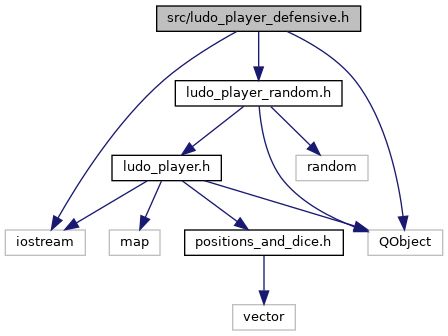 src/ludo_player_defensive.h
ludo_player_random.h
ludo_player.h
random
iostream
map
positions_and_dice.h
QObject
vector